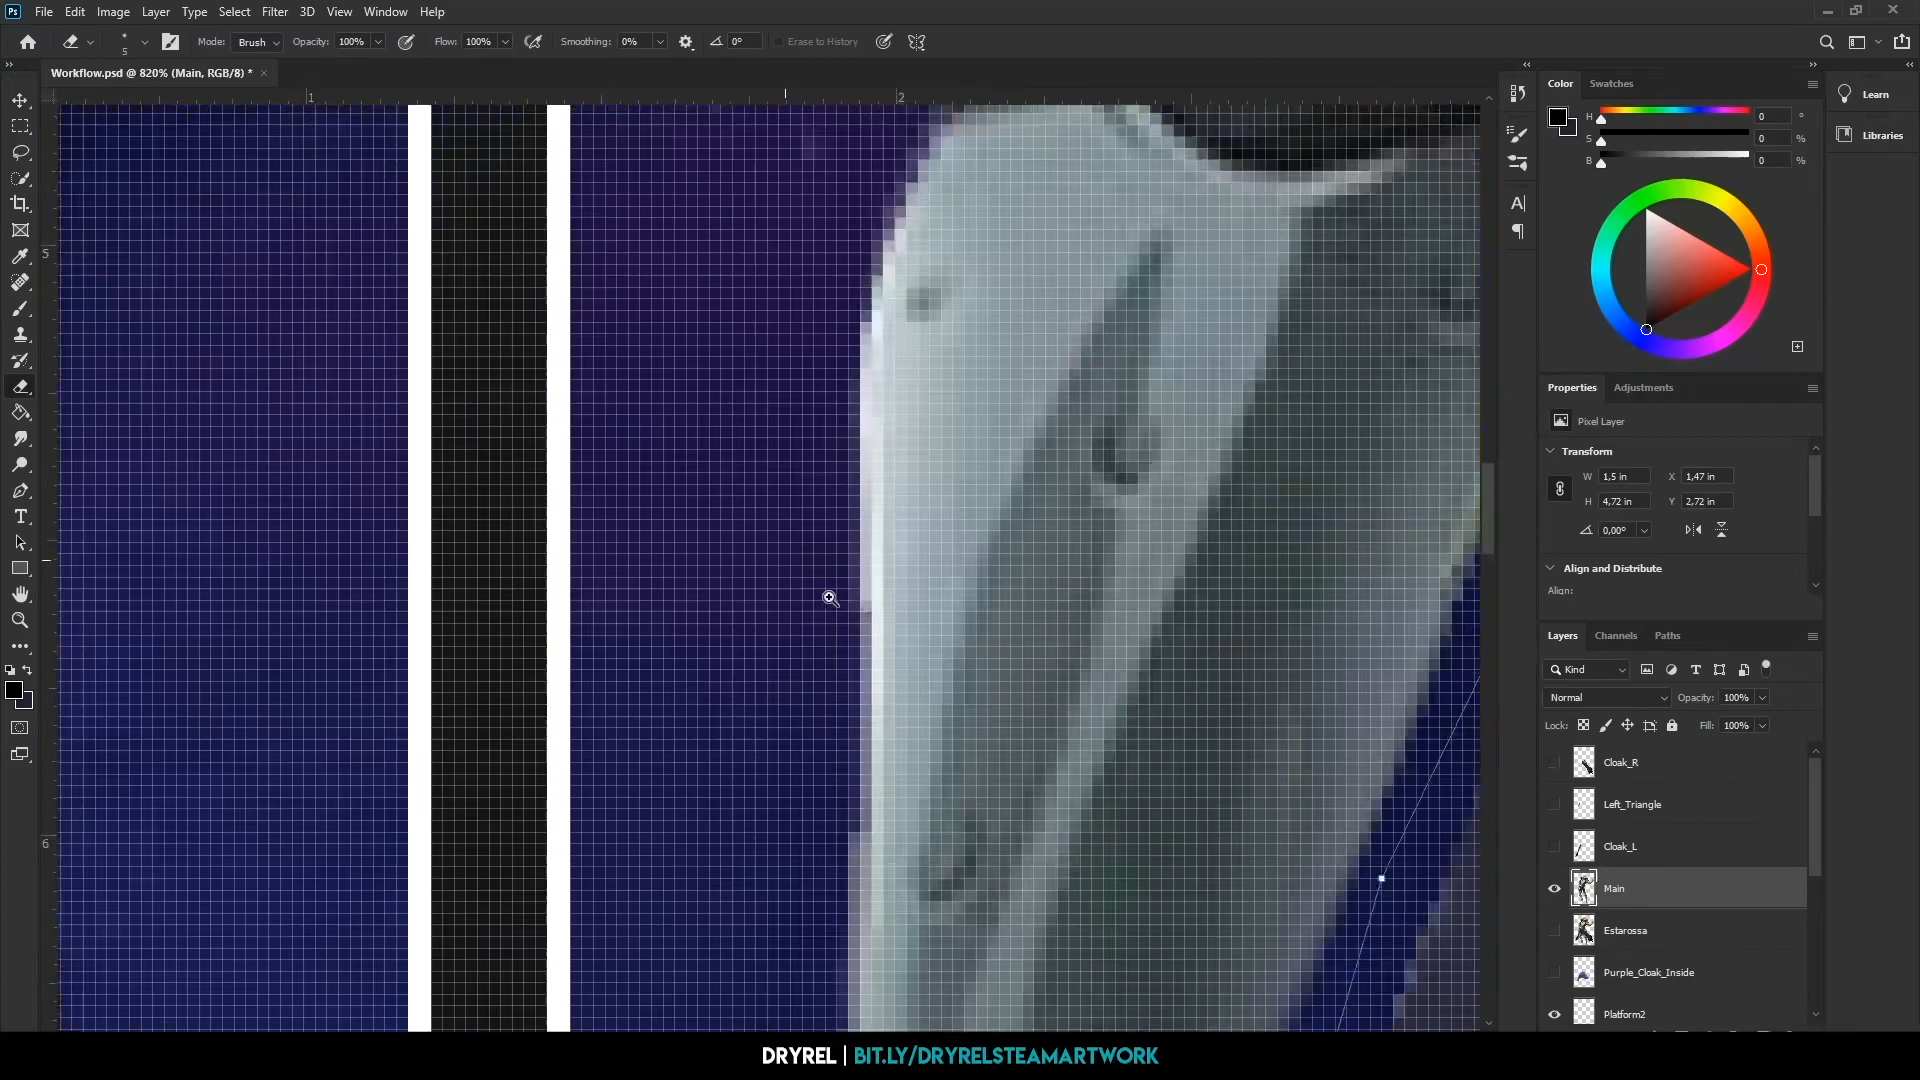 Ps File Edit Image Layer Type Select Filter 3D View Window Help
5 Mode: Brush Opacity: 100% Flow: 100% Smoothing: 0% 0° Erase to History
Workflow.psd @ 820% (Main, RGB/8) *
1 2
5
6
Color Swatches
H 0 °
S 0 %
B 0 %
Learn
Libraries
Properties Adjustments
Pixel Layer
Transform
W 1,5 in X 1,47 in
H 4,72 in Y 2,72 in
0,00°
Align and Distribute
Align:
Layers Channels Paths
Kind
Normal Opacity: 100%
Lock: Fill: 100%
Cloak_R
Left_Triangle
Cloak_L
Main
Estarossa
Purple_Cloak_Inside
Platform2
DRYREL | BIT.LY/DRYRELSTEAMARTWORK